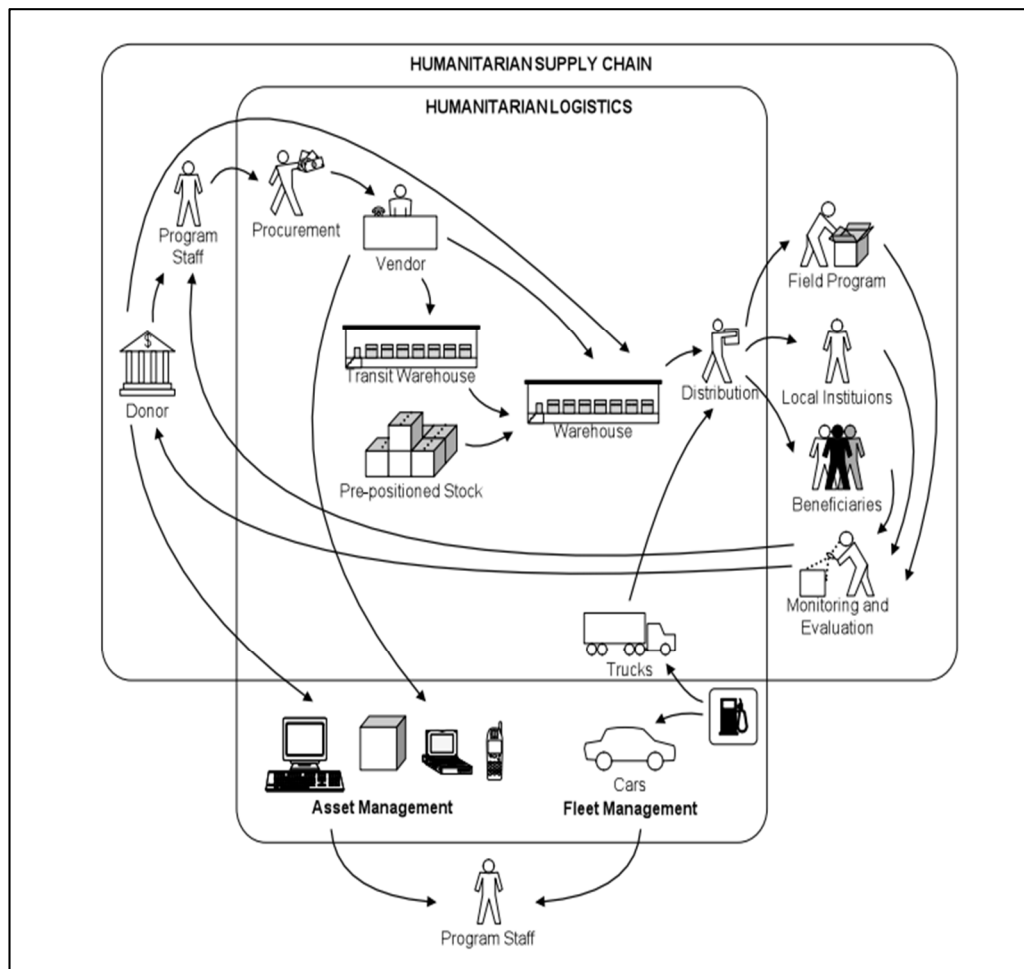 HUMANITARIAN SUPPLY CHAIN
HUMANITARIAN LOGISTICS
Program
Staff
Procurement
Vendor
Field Program
$
Donor
Transit Warehouse
Warehouse
Distribution
Local Instituions
Pre-positioned Stock
Beneficiaries
Monitoring and
Evaluation
Trucks
Cars
Asset Management
Fleet Management
Program Staff